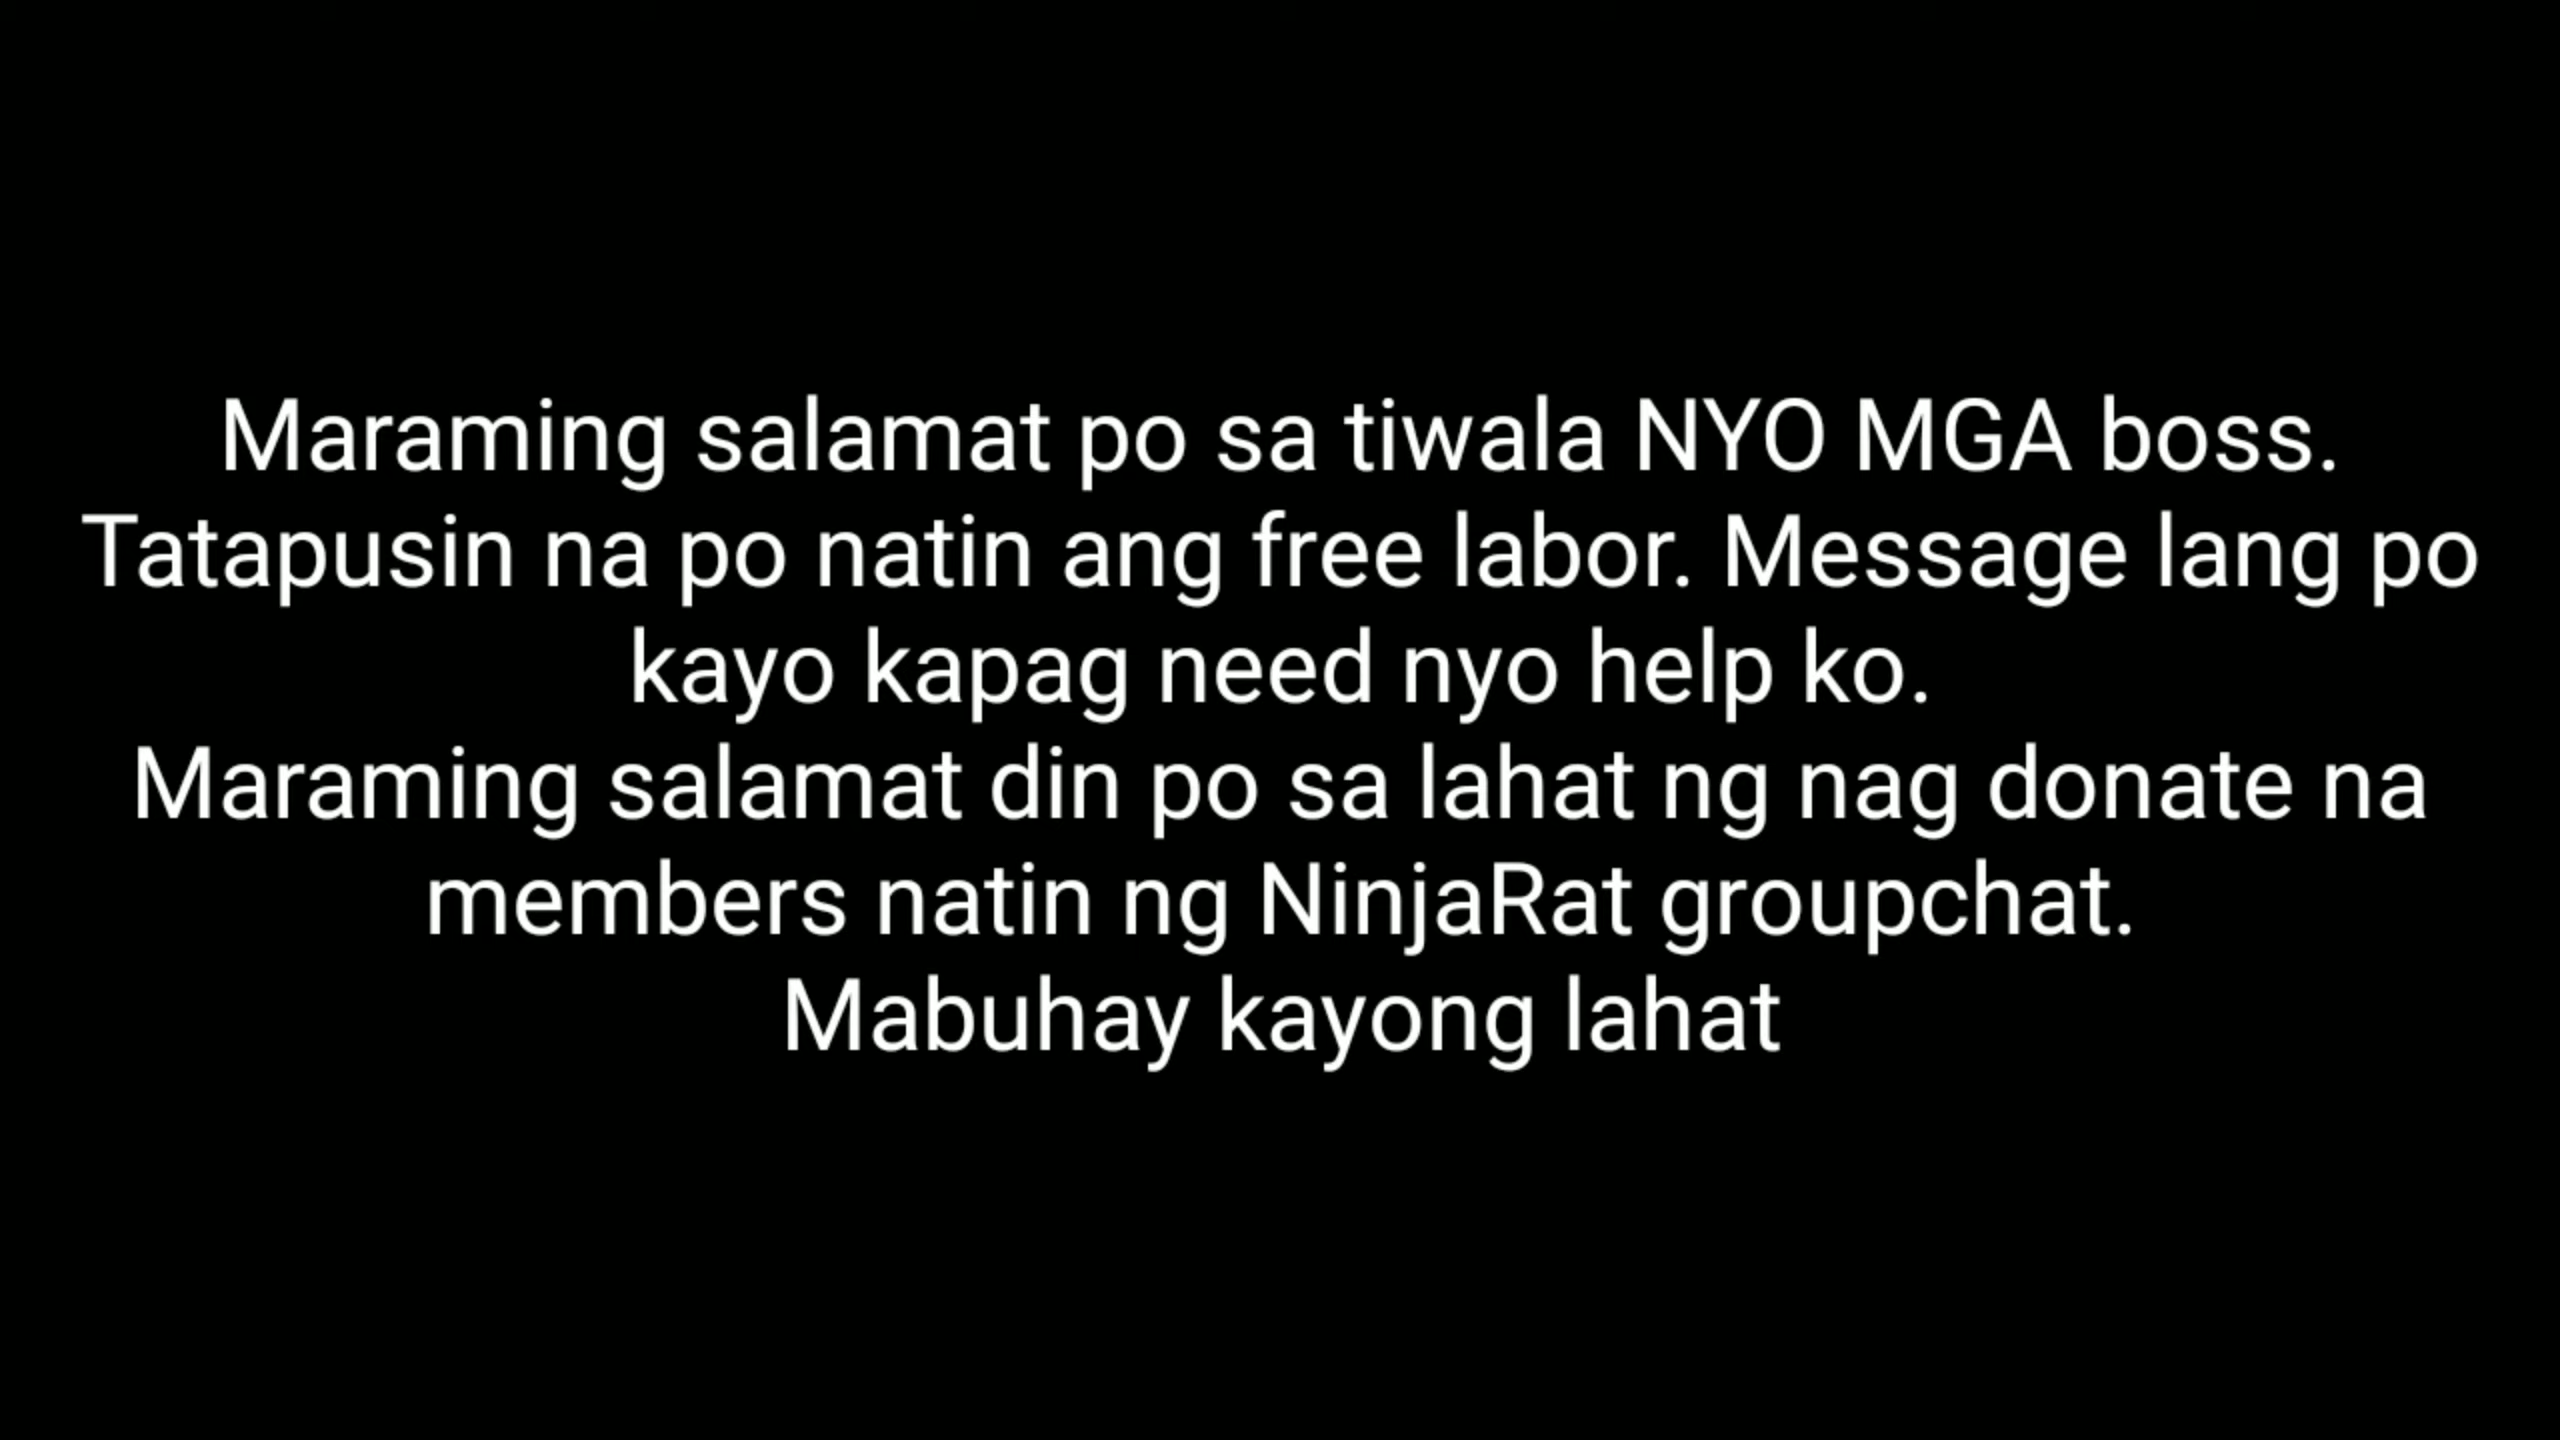 Maraming salamat po sa tiwala NYO MGA boss.
Tatapusin na po natin ang free labor. Message lang po
kayo kapag need nyo help ko.
Maraming salamat din po sa lahat ng nag donate na
members natin ng NinjaRat groupchat.
Mabuhay kayong lahat